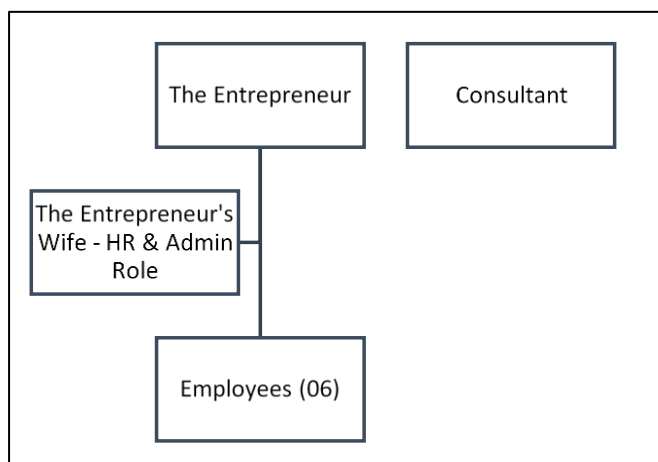 The Entrepreneur
Consultant
The Entrepreneur's
Wife - HR & Admin
Role
Employees (06)